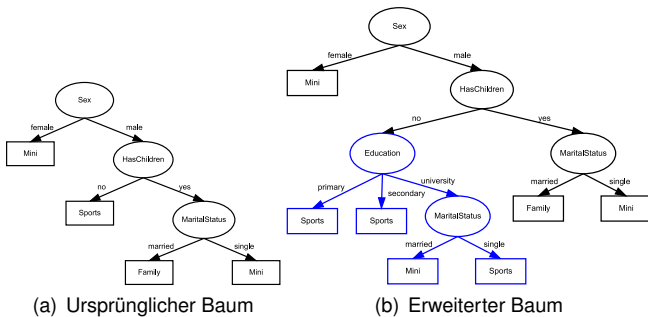 Sex
female male
Mini HasChildren
no yes
Sports MaritalStatus
married single
Family Mini
(a) Ursprünglicher Baum
Sex
female male
Mini HasChildren
no yes
Education MaritalStatus
primary secondary university married single
Sports Sports MaritalStatus Family Mini
married single
Mini Sports
(b) Erweiterter Baum